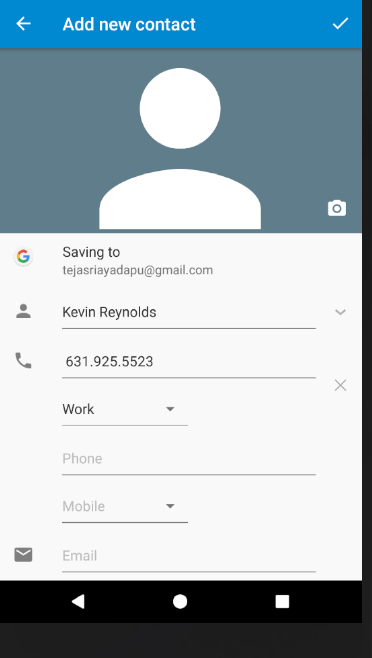 Add new contact
Saving to
tejasriayadapu@gmail.com
Kevin Reynolds
631.925.5523
Work
Phone
Mobile
Email